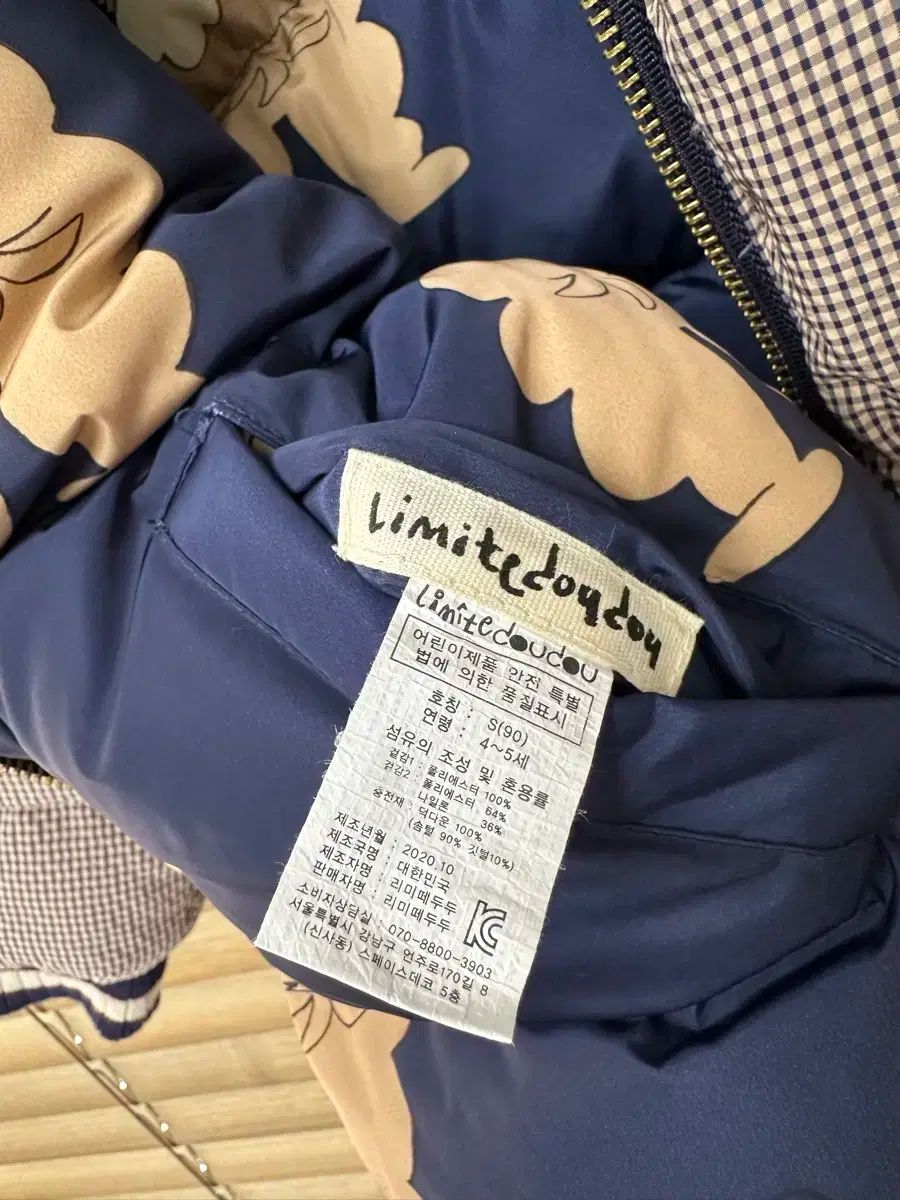 limitedoudou
limitedoudou
어린이제품 안전 특별
법에 의한 품질표시
호칭 : S(90)
연령 : 4~5세
섬유의 조성 및 혼용률
겉감1 : 폴리에스터 100%
겉감2 : 폴리에스터 64%
나일론 36%
충전재 : 덕다운 100%
(솜털 90% 깃털10%)
제조년월 : 2020.10
제조국명 : 대한민국
제조자명 : 리미떼두두
판매자명 : 리미떼두두
소비자상담실 : 070-8800-3903
서울특별시 강남구 언주로170길 8
(신사동) 스페이스데코 5층